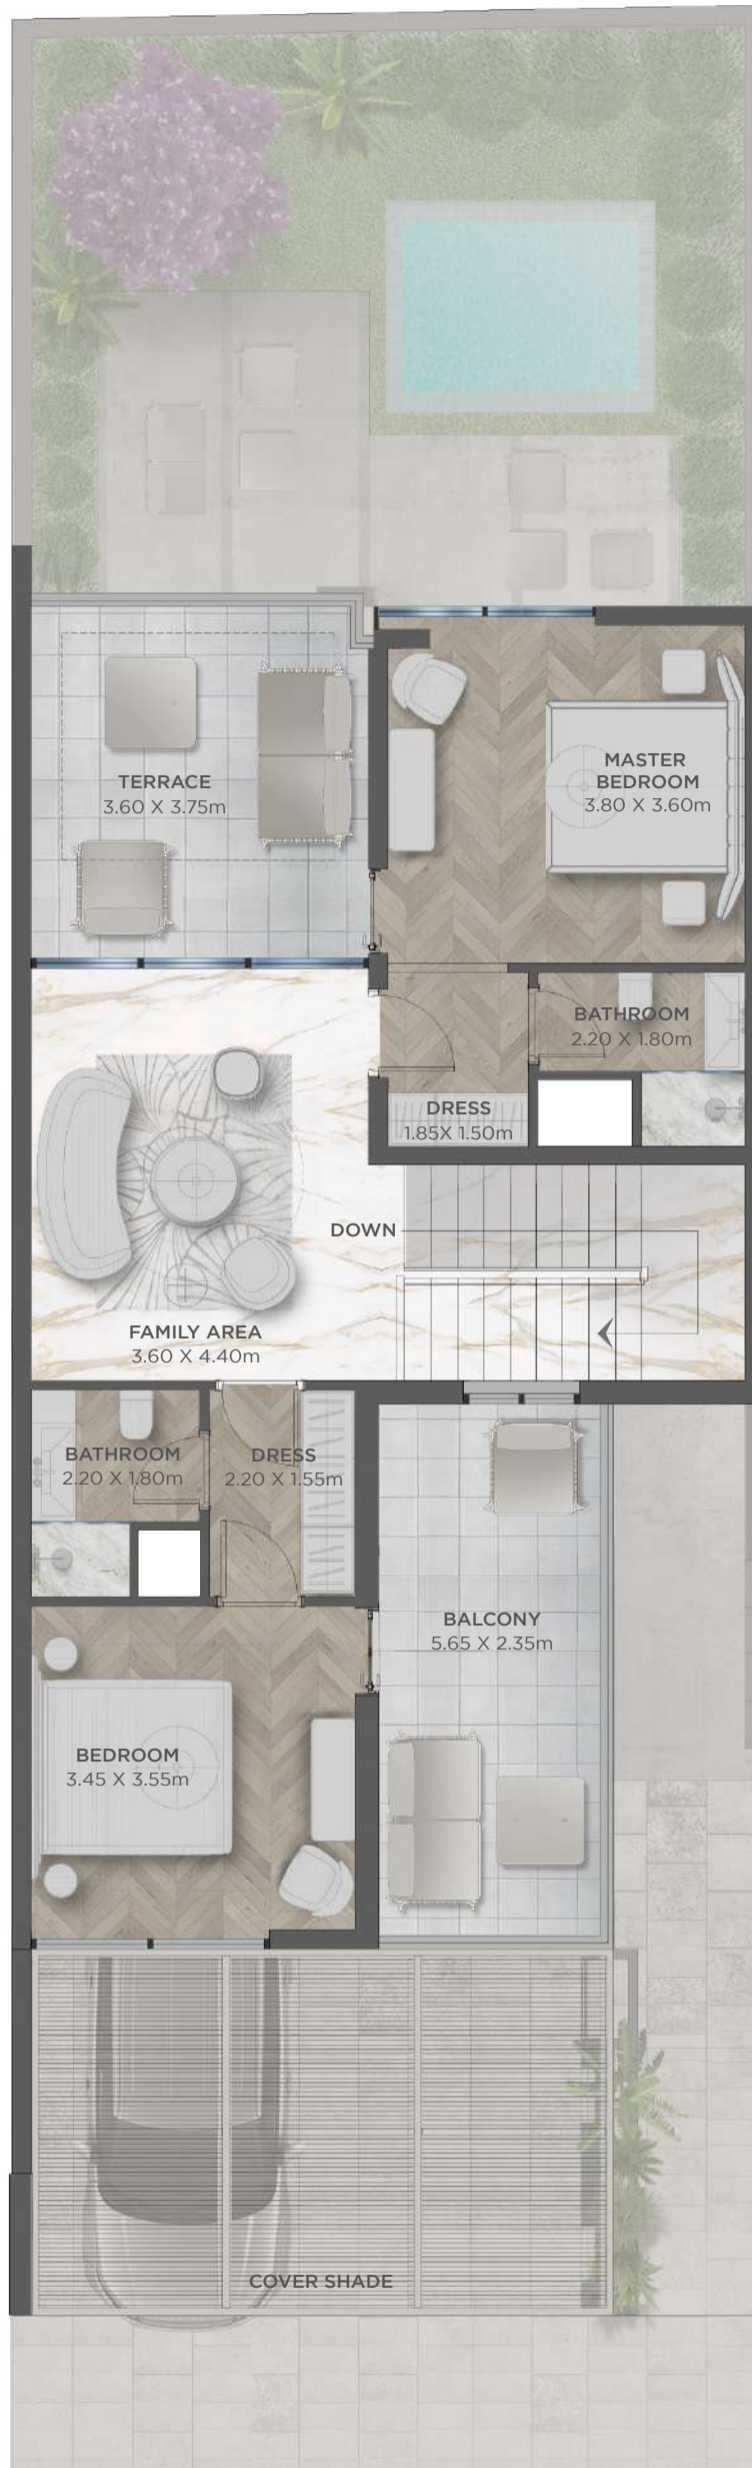 TERRACE
3.60 X 3.75m
MASTER
BEDROOM
3.80 X 3.60m
BATHROOM
2.20 X 1.80m
DRESS
1.85X 1.50m
DOWN
FAMILY AREA
3.60 X 4.40m
BATHROOM
2.20 X 1.80m
DRESS
2.20 X 1.55m
BALCONY
5.65 X 2.35m
BEDROOM
3.45 X 3.55m
COVER SHADE